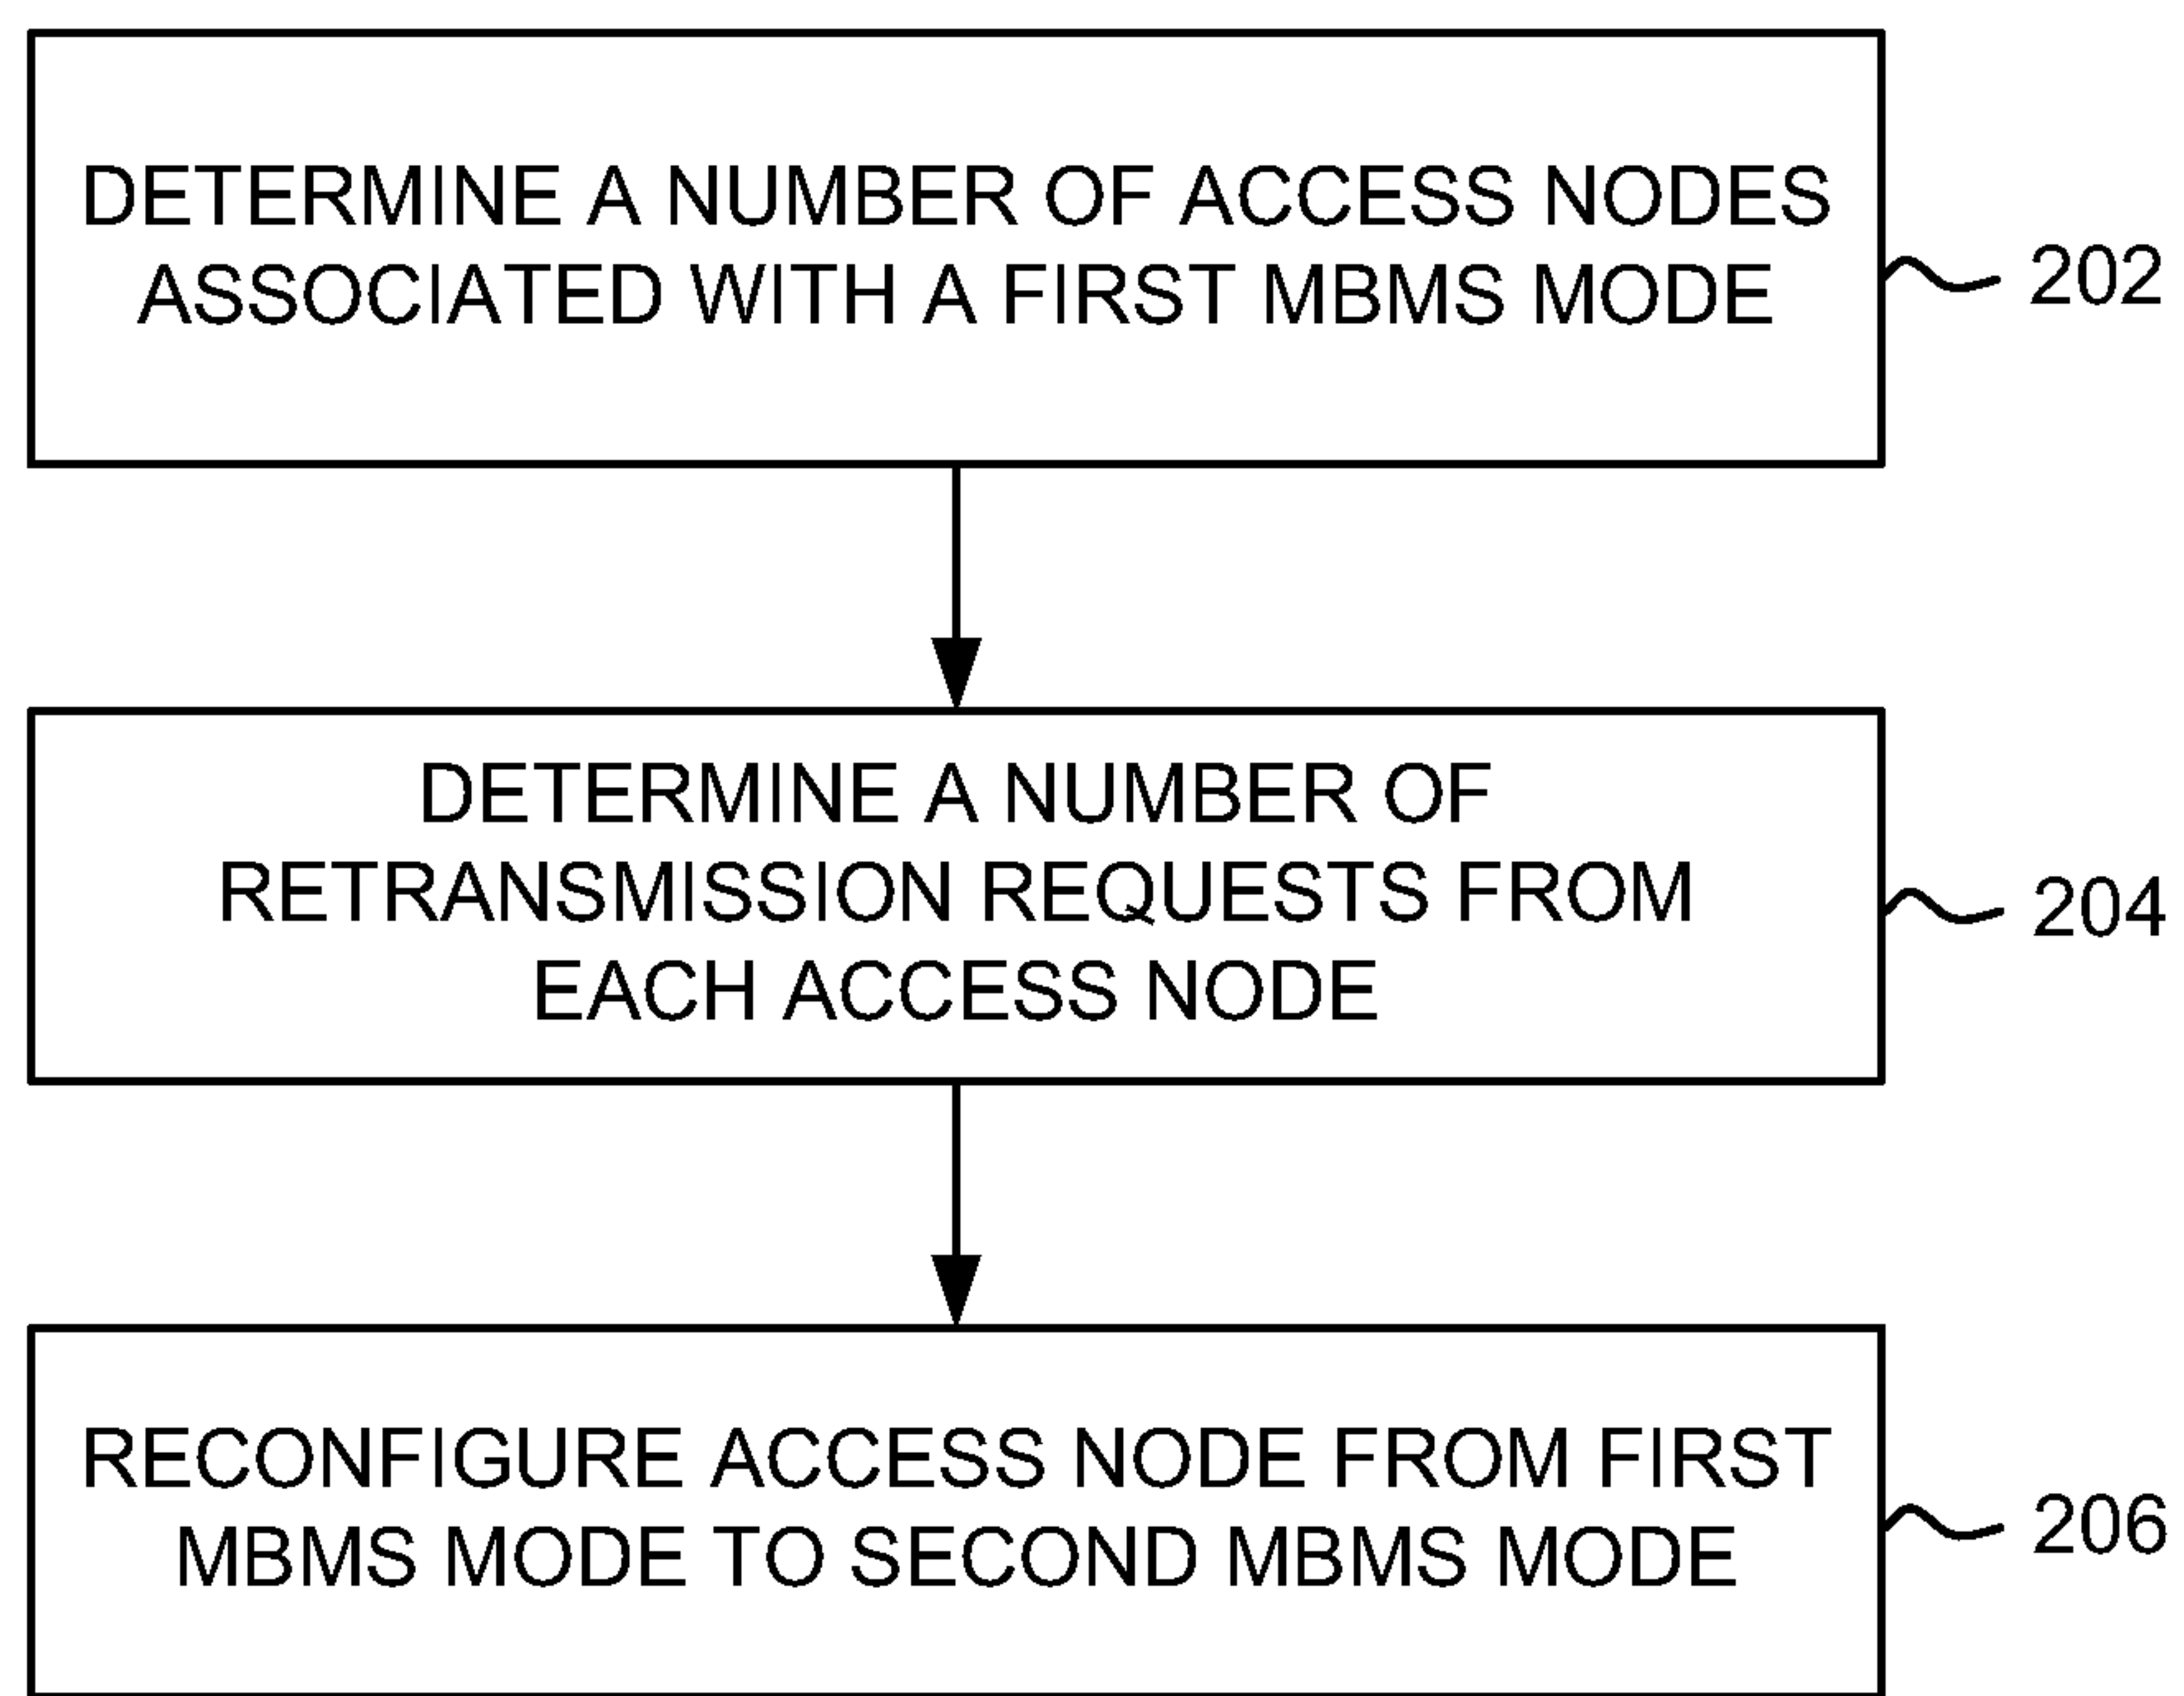 DETERMINE A NUMBER OF ACCESS NODES
ASSOCIATED WITH A FIRST MBMS MODE
202
DETERMINE A NUMBER OF
RETRANSMISSION REQUESTS FROM
EACH ACCESS NODE
204
RECONFIGURE ACCESS NODE FROM FIRST
MBMS MODE TO SECOND MBMS MODE
206